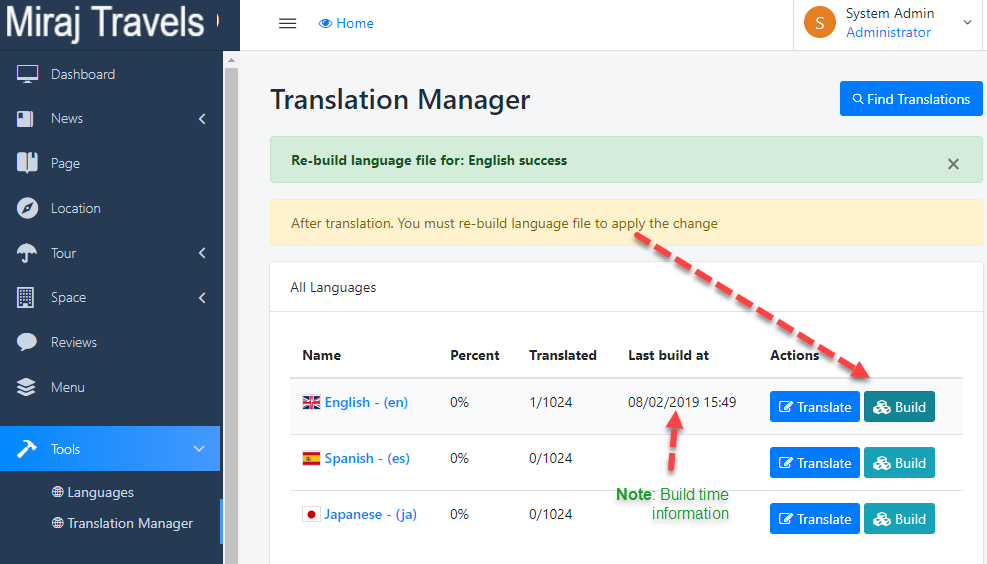 Miraj Travels
Home
System Admin
Administrator
S
Dashboard
News
Page
Location
Tour
Space
Reviews
Menu
Tools
Languages
Translation Manager
Translation Manager
Find Translations
Re-build language file for: English success
×
After translation. You must re-build language file to apply the change
All Languages
Name Percent Translated Last build at Actions
English - (en) 0% 1/1024 08/02/2019 15:49 Translate Build
Spanish - (es) 0% 0/1024 Translate Build
Note: Build time
information
Japanese - (ja) 0% 0/1024 Translate Build